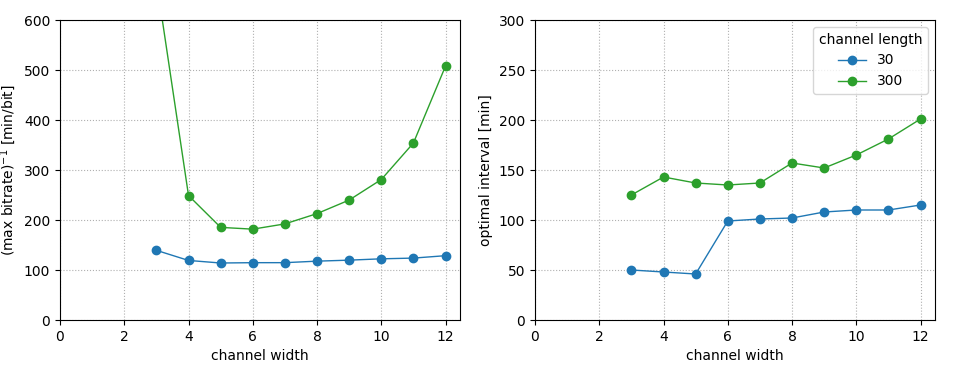 600
500
400
300
200
100
0
0 2 4 6 8 10 12
channel width
(max bitrate)⁻¹ [min/bit]
300
250
200
150
100
50
0
0 2 4 6 8 10 12
channel width
optimal interval [min]
channel length
30
300